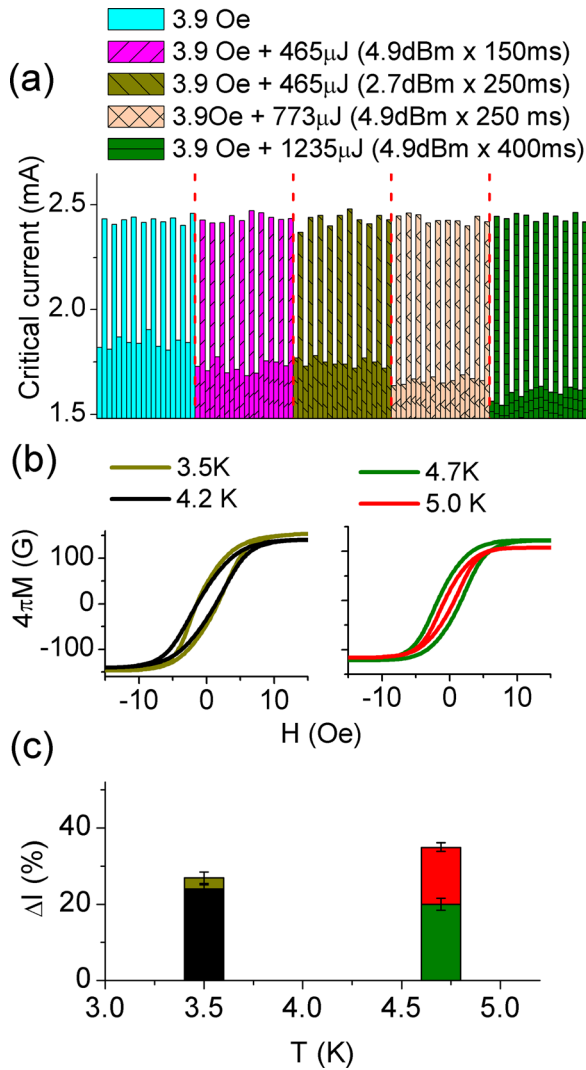 3.9 Oe
3.9 Oe + 465μJ (4.9dBm x 150ms)
3.9 Oe + 465μJ (2.7dBm x 250ms)
3.9Oe + 773μJ (4.9dBm x 250 ms)
3.9 Oe + 1235μJ (4.9dBm x 400ms)
(a)
Critical current (mA)
2.5
2.0
1.5
(b)
3.5K
4.2 K
4.7K
5.0 K
4πM (G)
100
0
-100
-10 0 10 -10 0 10
H (Oe)
(c)
ΔI (%)
40
20
0
3.0 3.5 4.0 4.5 5.0
T (K)